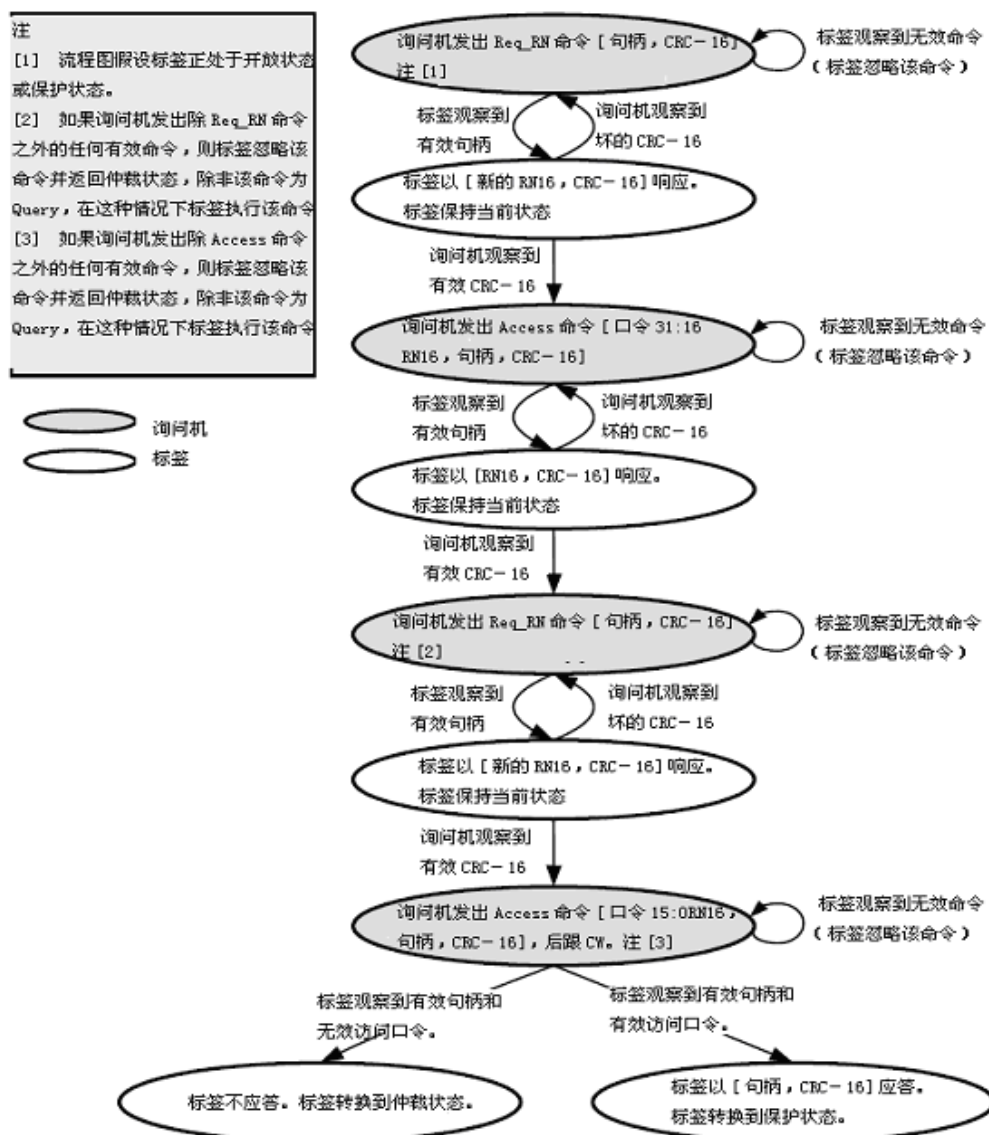 注
[1] 流程图假设标签正处于开放状态
或保护状态。
[2] 如果询问机发出除 Req_RN 命令
之外的任何有效命令，则标签忽略该
命令并返回仲裁状态，除非该命令为
Query，在这种情况下标签执行该命令
[3] 如果询问机发出除 Access 命令
之外的任何有效命令，则标签忽略该
命令并返回仲裁状态，除非该命令为
Query，在这种情况下标签执行该命令
询问机
标签
询问机发出 Req_RN 命令 [ 句柄，CRC-16]
注 [1]
标签观察到无效命令
（标签忽略该命令）
标签观察到
有效句柄
询问机观察到
坏的 CRC-16
标签以 [ 新的 RN16，CRC-16] 响应。
标签保持当前状态
询问机观察到
有效 CRC-16
询问机发出 Access 命令 [ 口令 31:16
RN16，句柄，CRC-16]
标签观察到无效命令
（标签忽略该命令）
标签观察到
有效句柄
询问机观察到
坏的 CRC-16
标签以 [RN16，CRC-16] 响应。
标签保持当前状态
询问机观察到
有效 CRC-16
询问机发出 Req_RN 命令 [ 句柄，CRC-16]
注 [2]
标签观察到无效命令
（标签忽略该命令）
标签观察到
有效句柄
询问机观察到
坏的 CRC-16
标签以 [ 新的 RN16，CRC-16] 响应。
标签保持当前状态
询问机观察到
有效 CRC-16
询问机发出 Access 命令 [ 口令 15:0RN16，
句柄，CRC-16]，后跟 CW。注 [3]
标签观察到无效命令
（标签忽略该命令）
标签观察到有效句柄和
无效访问口令。
标签观察到有效句柄和
有效访问口令。
标签不应答。标签转换到仲裁状态。
标签以 [ 句柄，CRC-16] 应答。
标签转换到保护状态。